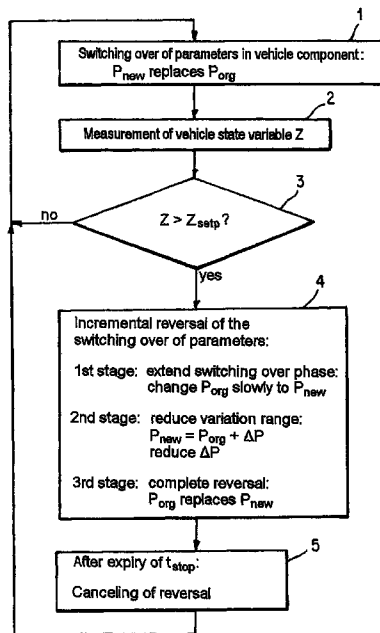 1
Switching over of parameters in vehicle component:
Pnew replaces Porg
2
Measurement of vehicle state variable Z
3
no
Z > Zsetp?
yes
4
Incremental reversal of the
switching over of parameters:
1st stage: extend switching over phase:
change Porg slowly to Pnew
2nd stage: reduce variation range:
Pnew = Porg + ΔP
reduce ΔP
3rd stage: complete reversal:
Porg replaces Pnew
5
After expiry of tstop:
Canceling of reversal